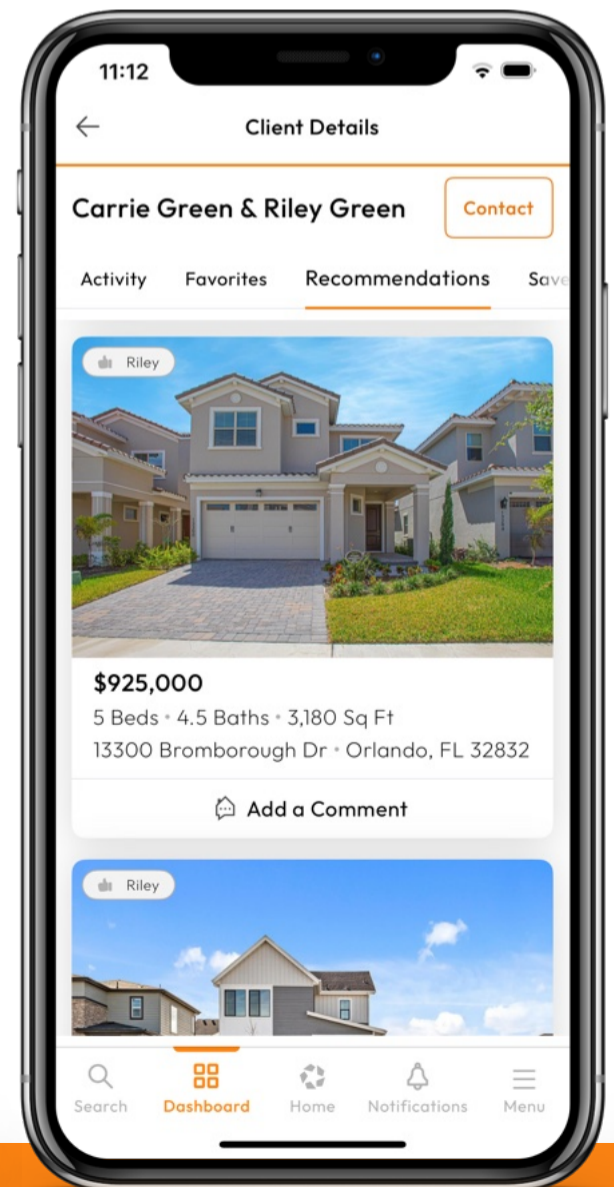 11:12
Client Details
Carrie Green & Riley Green
Contact
Activity Favorites Recommendations Save
Riley
$925,000
5 Beds • 4.5 Baths • 3,180 Sq Ft
13300 Bromborough Dr • Orlando, FL 32832
Add a Comment
Riley
Search Dashboard Home Notifications Menu